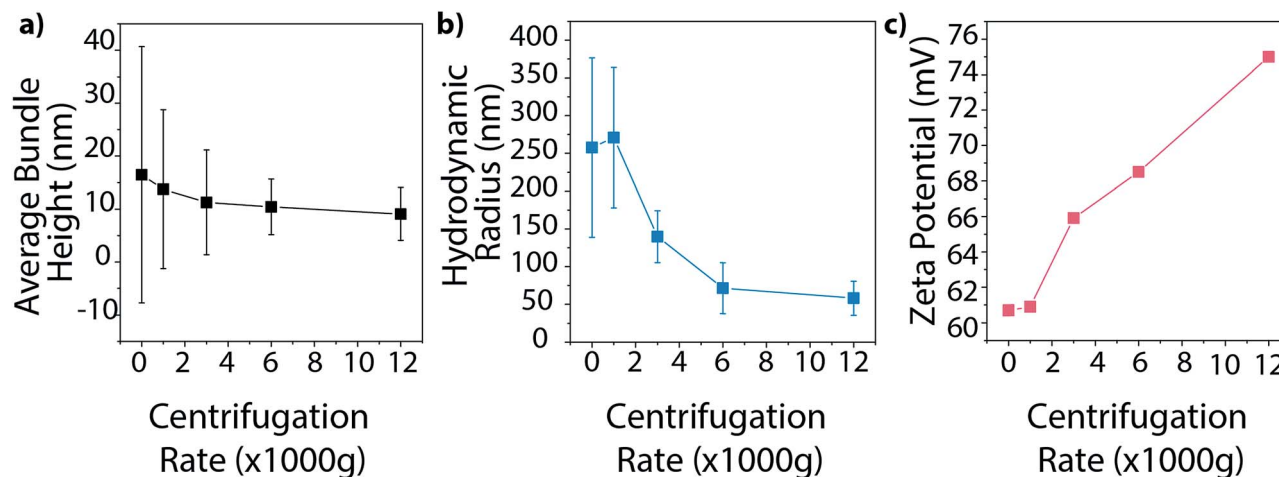 a)
Average Bundle
Height (nm)
40
30
20
10
0
-10
0 2 4 6 8 10 12
Centrifugation
Rate (x1000g)
b)
Hydrodynamic
Radius (nm)
400
350
300
250
200
150
100
50
0
0 2 4 6 8 10 12
Centrifugation
Rate (x1000g)
c)
Zeta Potential (mV)
76
74
72
70
68
66
64
62
60
0 2 4 6 8 10 12
Centrifugation
Rate (x1000g)